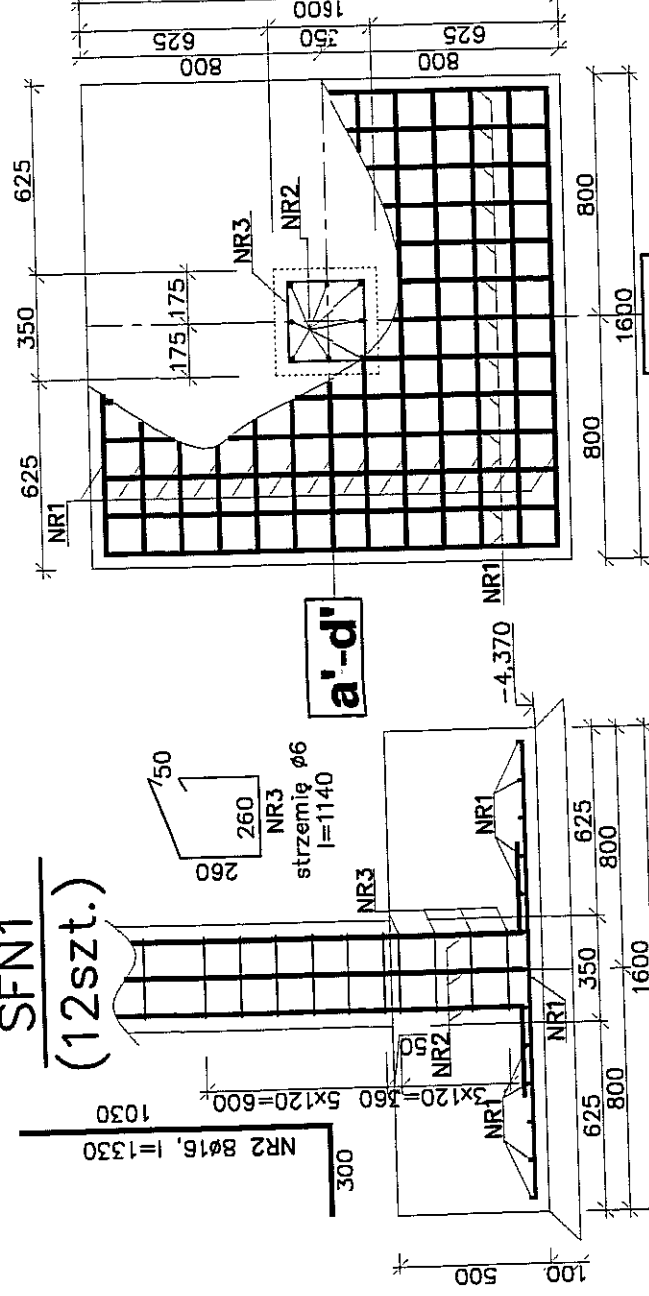 SFN1
(12szt.)
1030
NR2 8ø16, l=1330
300
50
260
260
NR3
strzemię ø6
l=1140
NR3
5x120=600
3x120=360
50
NR2
NR1
NR1
NR1
500
100
-4,370
625
350
625
800
800
1600
a'-d'
625
350
625
175
175
NR1
NR3
NR2
NR1
800
800
1600
1600
625
350
625
800
800